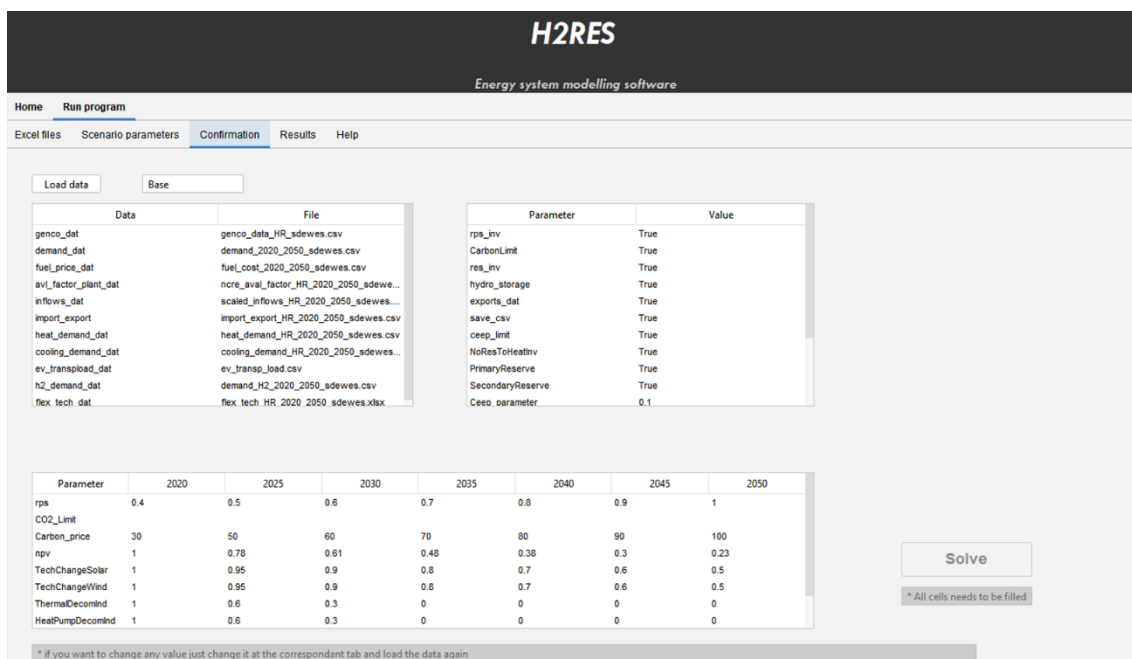 H2RES
Energy system modelling software
Home Run program
Excel files Scenario parameters Confirmation Results Help
Load data Base
Data File
genco_dat genco_data_HR_sdewes.csv
demand_dat demand_2020_2050_sdewes.csv
fuel_price_dat fuel_cost_2020_2050_sdewes.csv
avl_factor_plant_dat ncre_aval_factor_HR_2020_2050_sdewe...
inflows_dat scaled_inflows_HR_2020_2050_sdewes....
import_export import_export_HR_2020_2050_sdewes.csv
heat_demand_dat heat_demand_HR_2020_2050_sdewes.csv
cooling_demand_dat cooling_demand_HR_2020_2050_sdewes...
ev_transpload_dat ev_transp_load.csv
h2_demand_dat demand_H2_2020_2050_sdewes.csv
flex_tech_dat flex_tech_HR_2020_2050_sdewes.xlsx
Parameter Value
rps_inv True
CarbonLimit True
res_inv True
hydro_storage True
exports_dat True
save_csv True
ceep_limit True
NoResToHeatInv True
PrimaryReserve True
SecondaryReserve True
Ceep_parameter 0.1
Parameter 2020 2025 2030 2035 2040 2045 2050
rps 0.4 0.5 0.6 0.7 0.8 0.9 1
CO2_Limit
Carbon_price 30 50 60 70 80 90 100
npv 1 0.78 0.61 0.48 0.38 0.3 0.23
TechChangeSolar 1 0.95 0.9 0.8 0.7 0.6 0.5
TechChangeWind 1 0.95 0.9 0.8 0.7 0.6 0.5
ThermalDecomInd 1 0.6 0.3 0 0 0 0
HeatPumpDecomInd 1 0.6 0.3 0 0 0 0
Solve
* All cells needs to be filled
* if you want to change any value just change it at the correspondant tab and load the data again